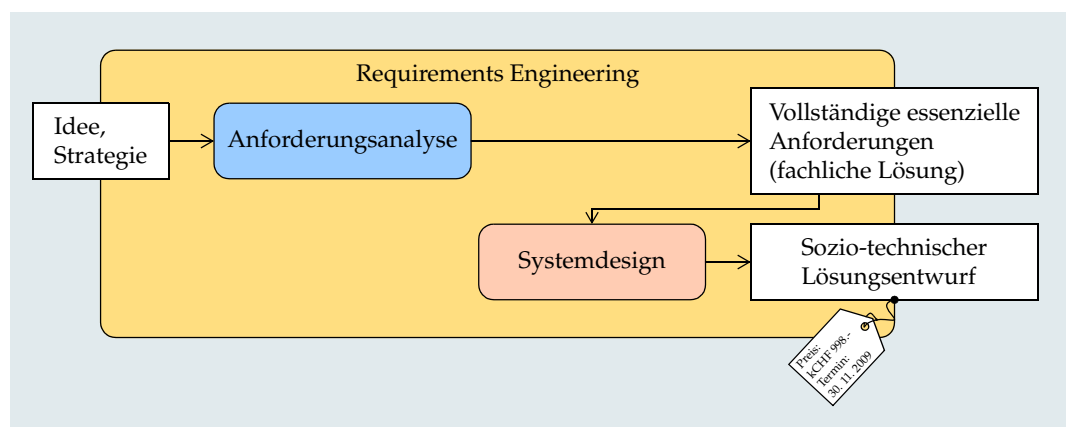 Requirements Engineering
Idee,
Strategie
Anforderungsanalyse
Vollständige essenzielle
Anforderungen
(fachliche Lösung)
Systemdesign
Sozio-technischer
Lösungsentwurf
Preis:
kCHF 998.-
Termin:
30. 11. 2009